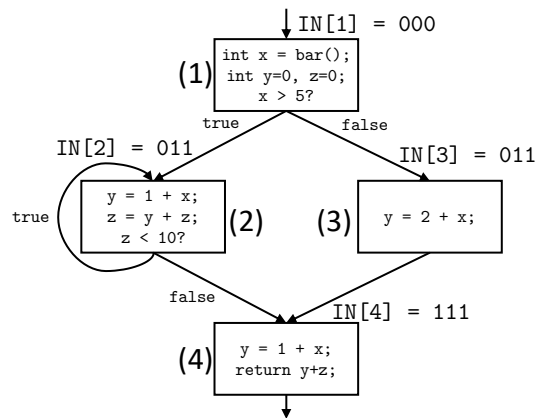 IN[1] = 000
(1)
int x = bar();
int y=0, z=0;
x > 5?
true
false
IN[2] = 011
IN[3] = 011
true
y = 1 + x;
z = y + z;
z < 10?
(2)
(3)
y = 2 + x;
false
IN[4] = 111
(4)
y = 1 + x;
return y+z;